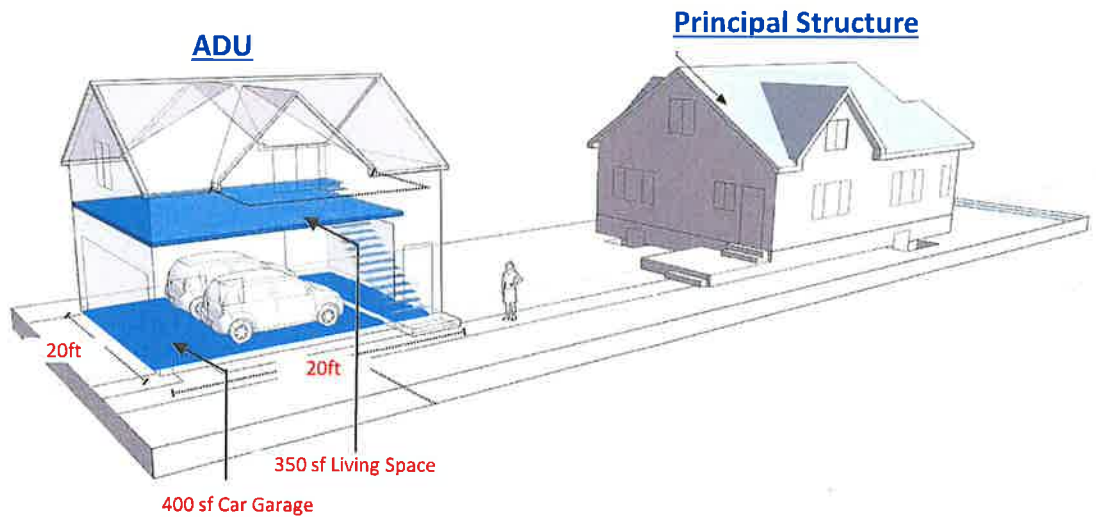 Principal Structure
ADU
20ft
20ft
350 sf Living Space
400 sf Car Garage